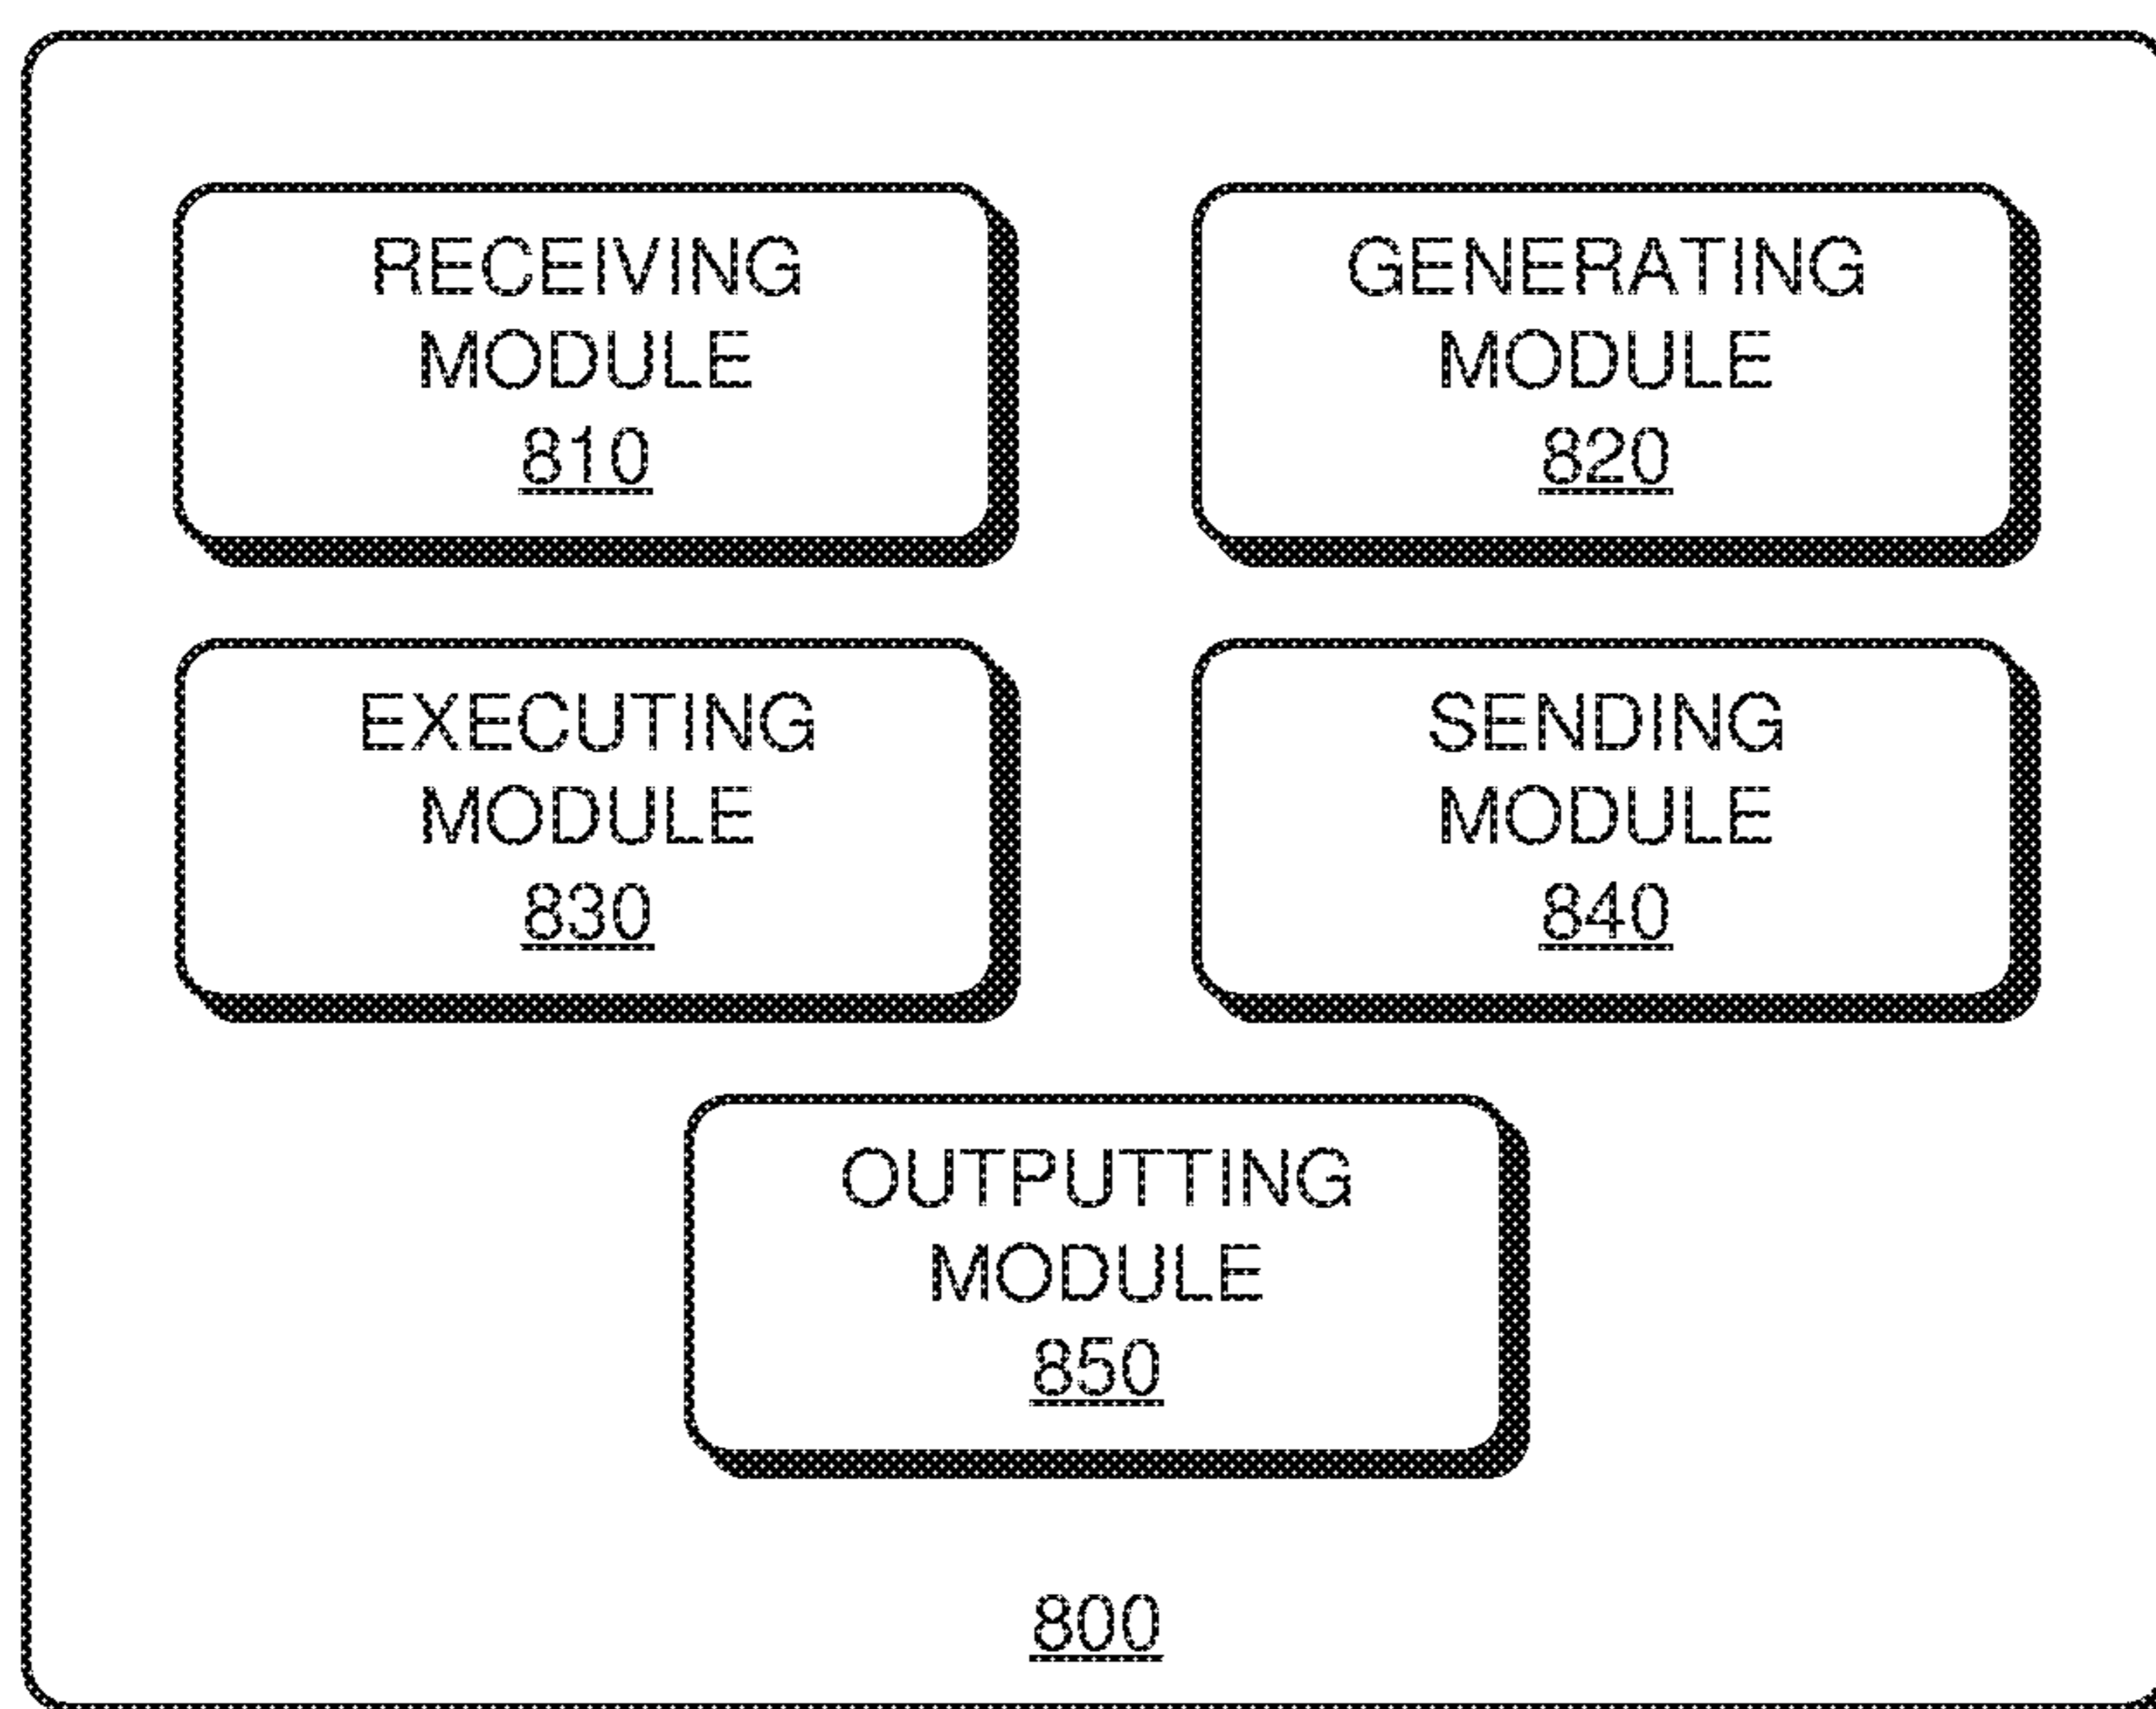 RECEIVING
MODULE
810
GENERATING
MODULE
820
EXECUTING
MODULE
830
SENDING
MODULE
840
OUTPUTTING
MODULE
850
800